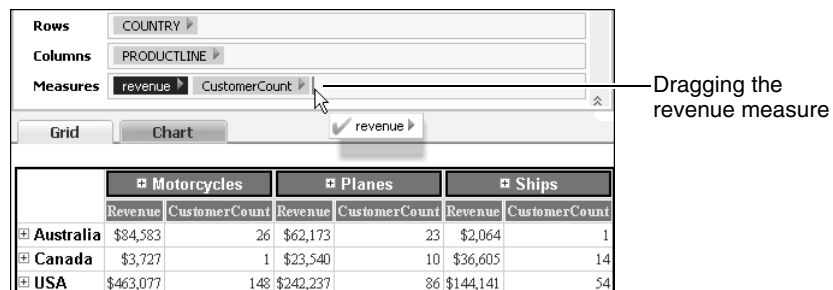 Rows COUNTRY
Columns PRODUCTLINE
Measures revenue CustomerCount
Dragging the
revenue measure
revenue
Grid Chart
Motorcycles Planes Ships
Revenue CustomerCount Revenue CustomerCount Revenue CustomerCount
Australia $84,583 26 $62,173 23 $2,064 1
Canada $3,727 1 $23,540 10 $36,605 14
USA $463,077 148 $242,237 86 $144,141 54